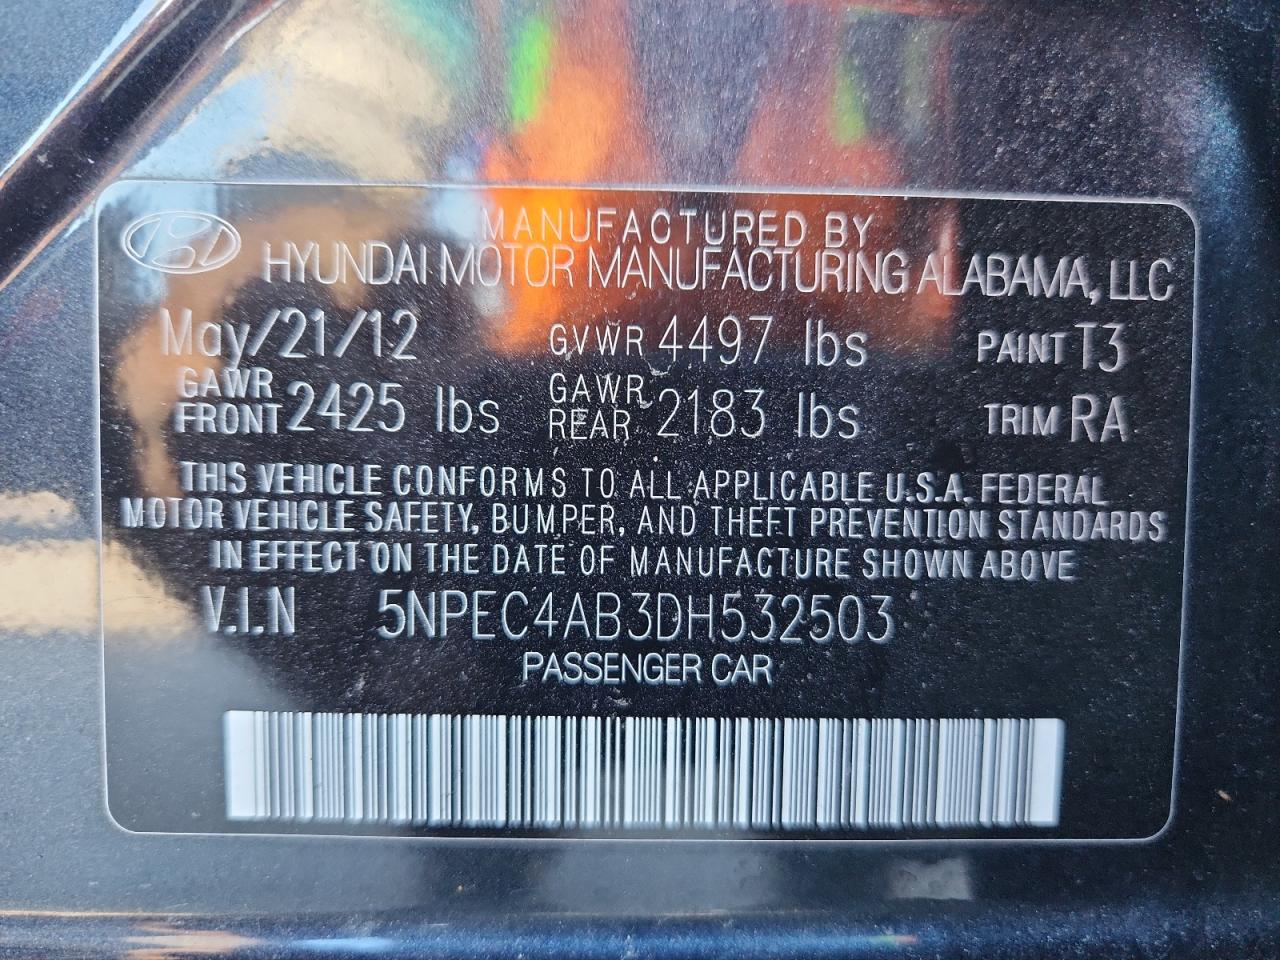 MANUFACTURED BY
HYUNDAI MOTOR MANUFACTURING ALABAMA, LLC
May/21/12 GVWR 4497 lbs PAINT T3
GAWR FRONT 2425 lbs GAWR REAR 2183 lbs TRIM RA
THIS VEHICLE CONFORMS TO ALL APPLICABLE U.S.A. FEDERAL
MOTOR VEHICLE SAFETY, BUMPER, AND THEFT PREVENTION STANDARDS
IN EFFECT ON THE DATE OF MANUFACTURE SHOWN ABOVE
V.I.N 5NPEC4AB3DH532503
PASSENGER CAR